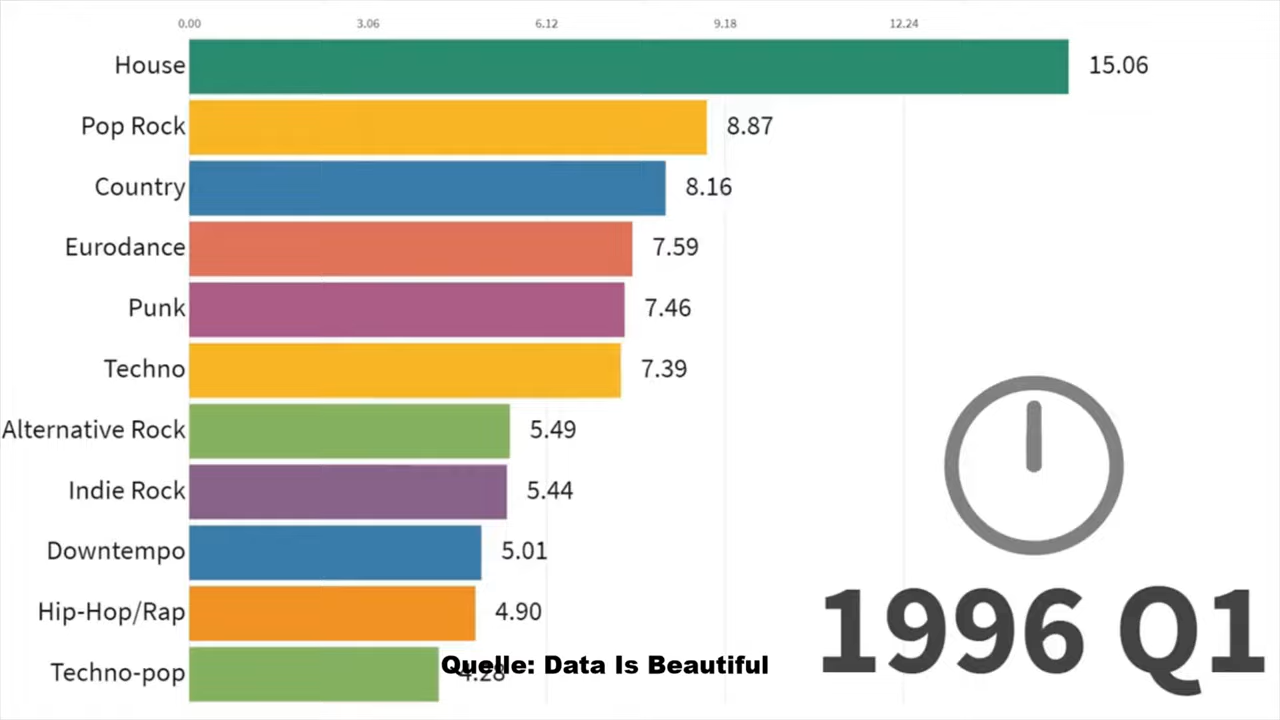 0.00 3.06 6.12 9.18 12.24
House 15.06
Pop Rock 8.87
Country 8.16
Eurodance 7.59
Punk 7.46
Techno 7.39
Alternative Rock 5.49
Indie Rock 5.44
Downtempo 5.01
Hip-Hop/Rap 4.90
Techno-pop 4.28
1996 Q1
Quelle: Data Is Beautiful